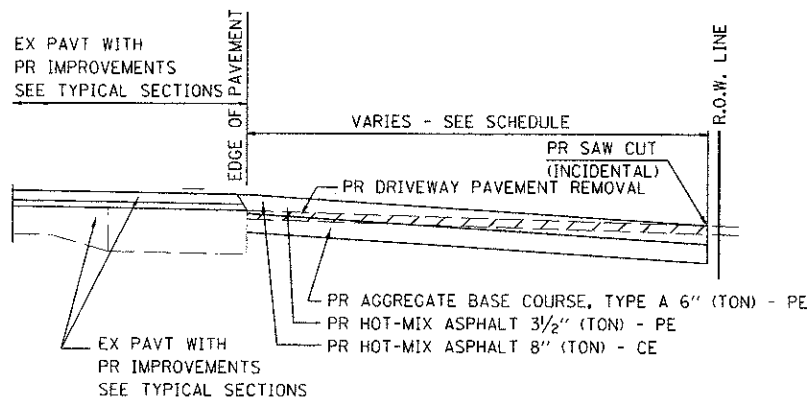 EX PAVT WITH
PR IMPROVEMENTS
SEE TYPICAL SECTIONS
EDGE OF PAVEMENT
VARIES - SEE SCHEDULE
R.O.W. LINE
PR SAW CUT
(INCIDENTAL)
PR DRIVEWAY PAVEMENT REMOVAL
PR AGGREGATE BASE COURSE, TYPE A 6" (TON) - PE
PR HOT-MIX ASPHALT 3½" (TON) - PE
PR HOT-MIX ASPHALT 8" (TON) - CE
EX PAVT WITH
PR IMPROVEMENTS
SEE TYPICAL SECTIONS